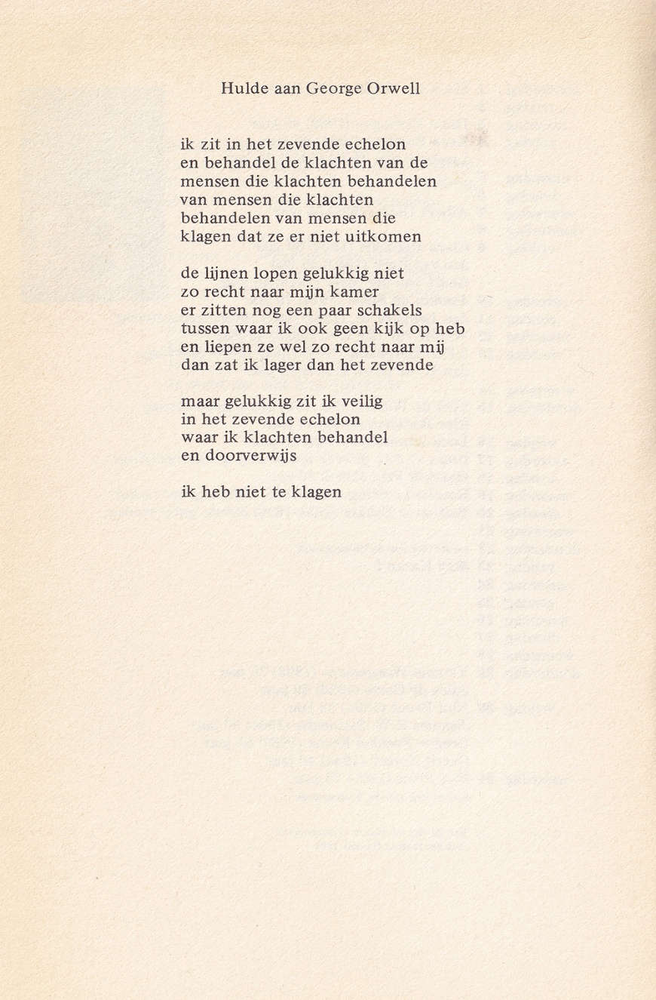 Hulde aan George Orwell
ik zit in het zevende echelon
en behandel de klachten van de
mensen die klachten behandelen
van mensen die klachten
behandelen van mensen die
klagen dat ze er niet uitkomen
de lijnen lopen gelukkig niet
zo recht naar mijn kamer
er zitten nog een paar schakels
tussen waar ik ook geen kijk op heb
en liepen ze wel zo recht naar mij
dan zat ik lager dan het zevende
maar gelukkig zit ik veilig
in het zevende echelon
waar ik klachten behandel
en doorverwijs
ik heb niet te klagen